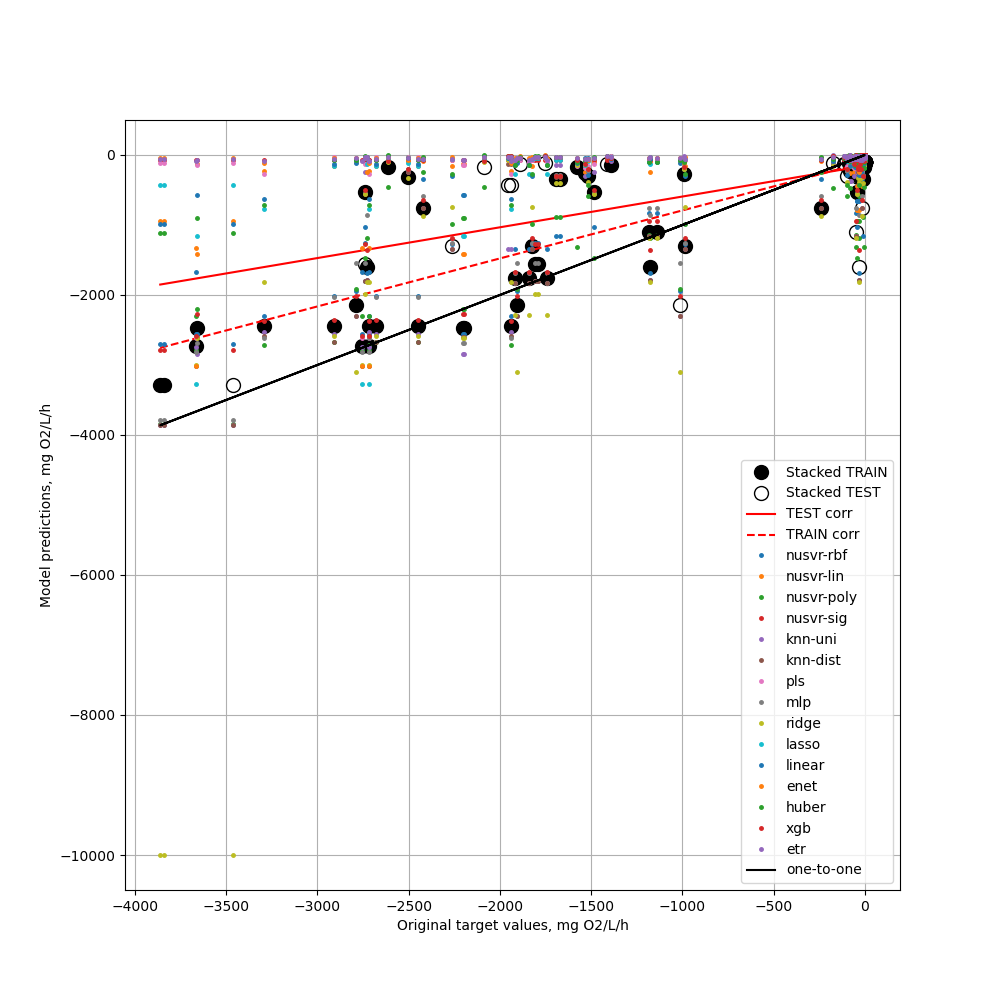 0
−2000
−4000
−6000
−8000
−10000
Model predictions, mg O2/L/h
−4000
−3500
−3000
−2500
−2000
−1500
−1000
−500
0
Original target values, mg O2/L/h
Stacked TRAIN
Stacked TEST
TEST corr
TRAIN corr
nusvr-rbf
nusvr-lin
nusvr-poly
nusvr-sig
knn-uni
knn-dist
pls
mlp
ridge
lasso
linear
enet
huber
xgb
etr
one-to-one